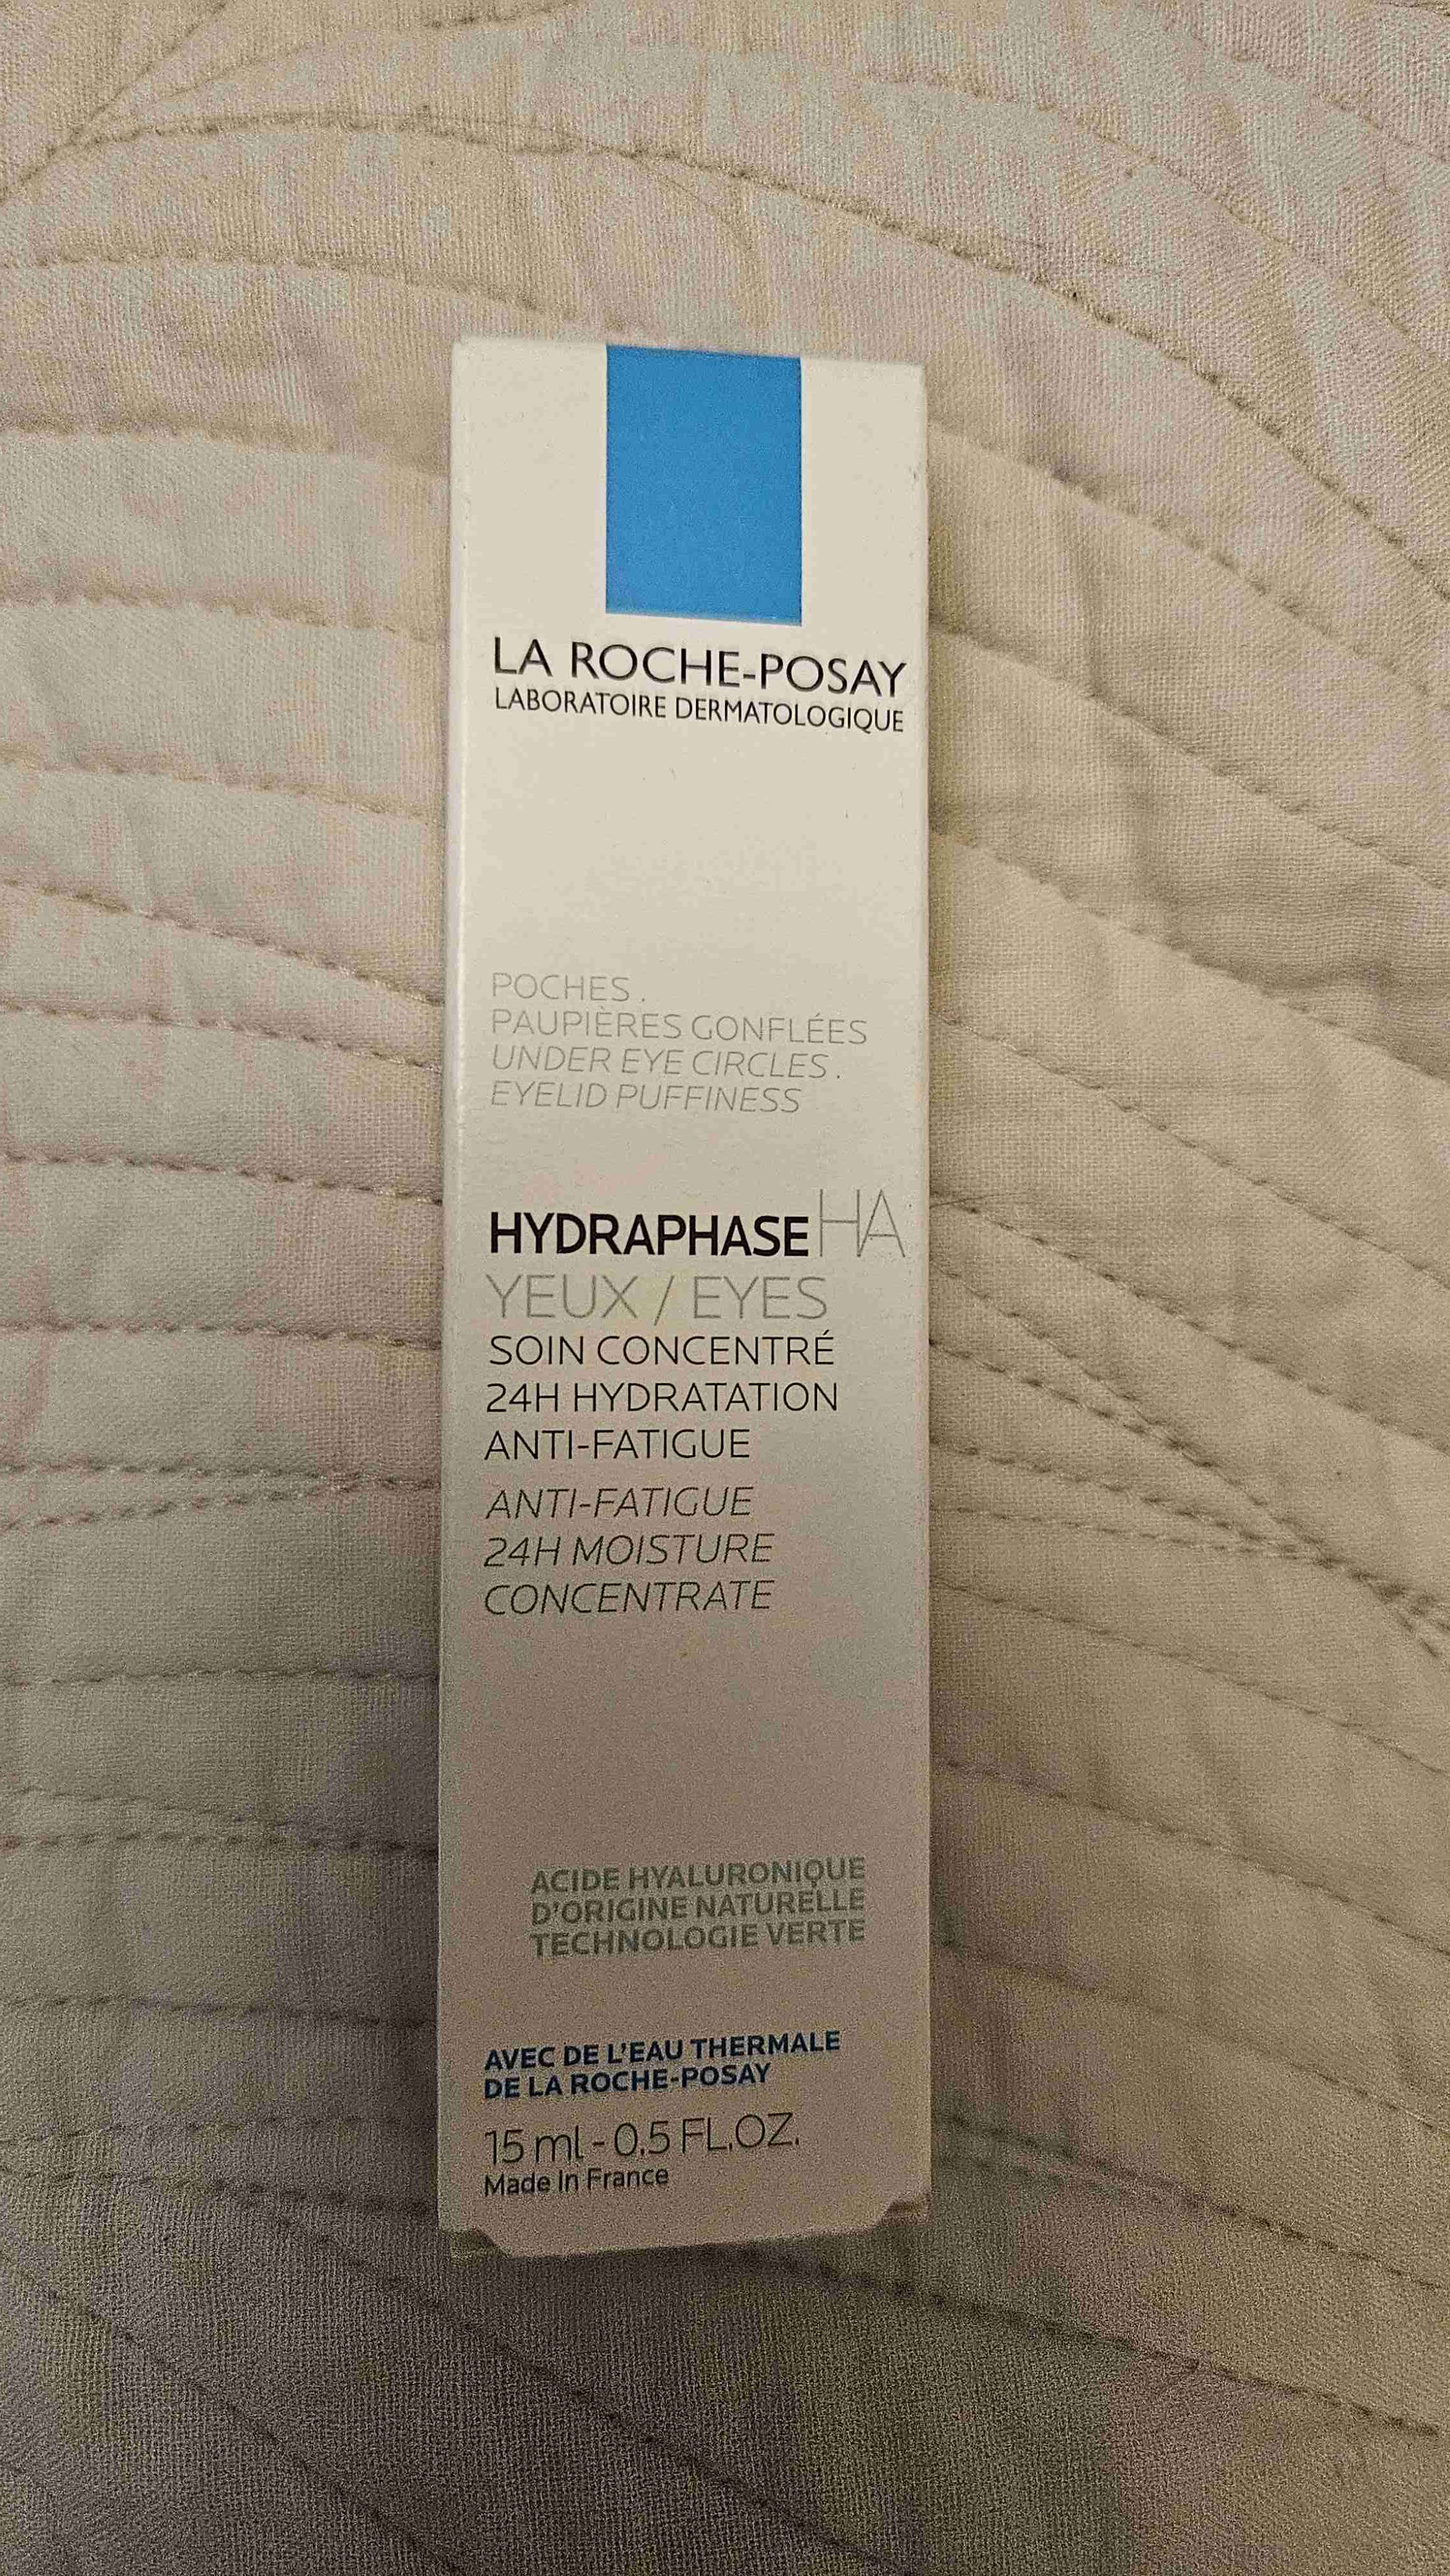 LA ROCHE-POSAY
LABORATOIRE DERMATOLOGIQUE
POCHES.
PAUPIÈRES GONFLÉES
UNDER EYE CIRCLES.
EYELID PUFFINESS
HYDRAPHASE HA
YEUX / EYES
SOIN CONCENTRÉ
24H HYDRATATION
ANTI-FATIGUE
ANTI-FATIGUE
24H MOISTURE
CONCENTRATE
ACIDE HYALURONIQUE
D'ORIGINE NATURELLE
TECHNOLOGIE VERTE
AVEC DE L'EAU THERMALE
DE LA ROCHE-POSAY
15 ml - 0.5 FL.OZ.
Made In France